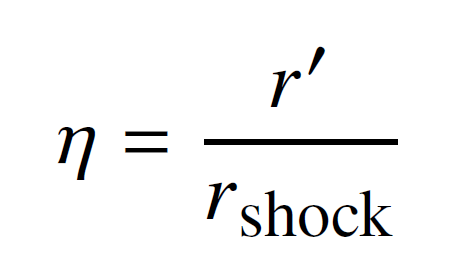 η = r′ / r_shock